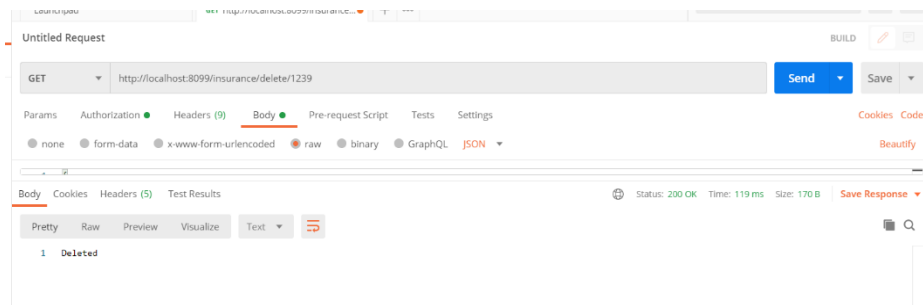 Launchpad GET http://localhost:8099/insurance... + ...
Untitled Request BUILD
GET http://localhost:8099/insurance/delete/1239 Send Save
Params Authorization Headers (9) Body Pre-request Script Tests Settings Cookies Code
none form-data x-www-form-urlencoded raw binary GraphQL JSON Beautify
Body Cookies Headers (5) Test Results Status: 200 OK Time: 119 ms Size: 170 B Save Response
Pretty Raw Preview Visualize Text
1 Deleted